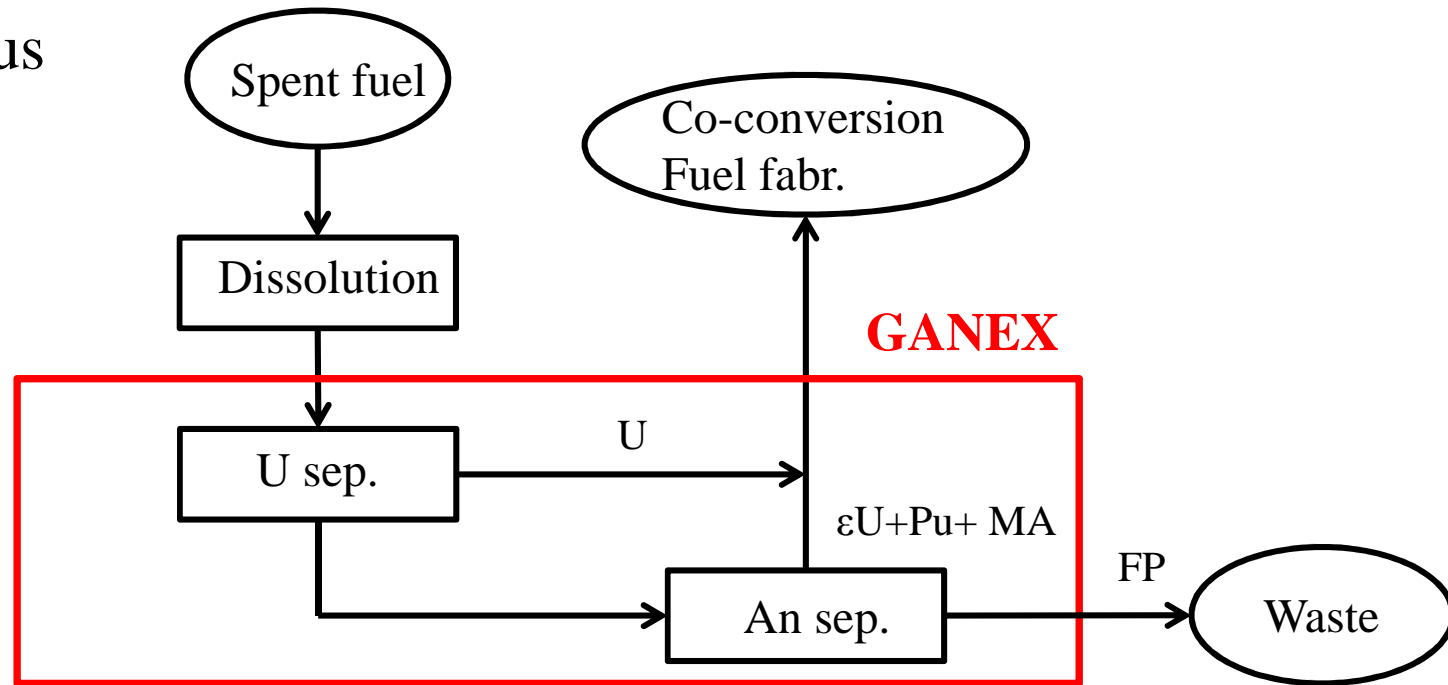 us
Spent fuel
Co-conversion
Fuel fabr.
Dissolution
GANEX
U
U sep.
εU+Pu+ MA
FP
An sep.
Waste